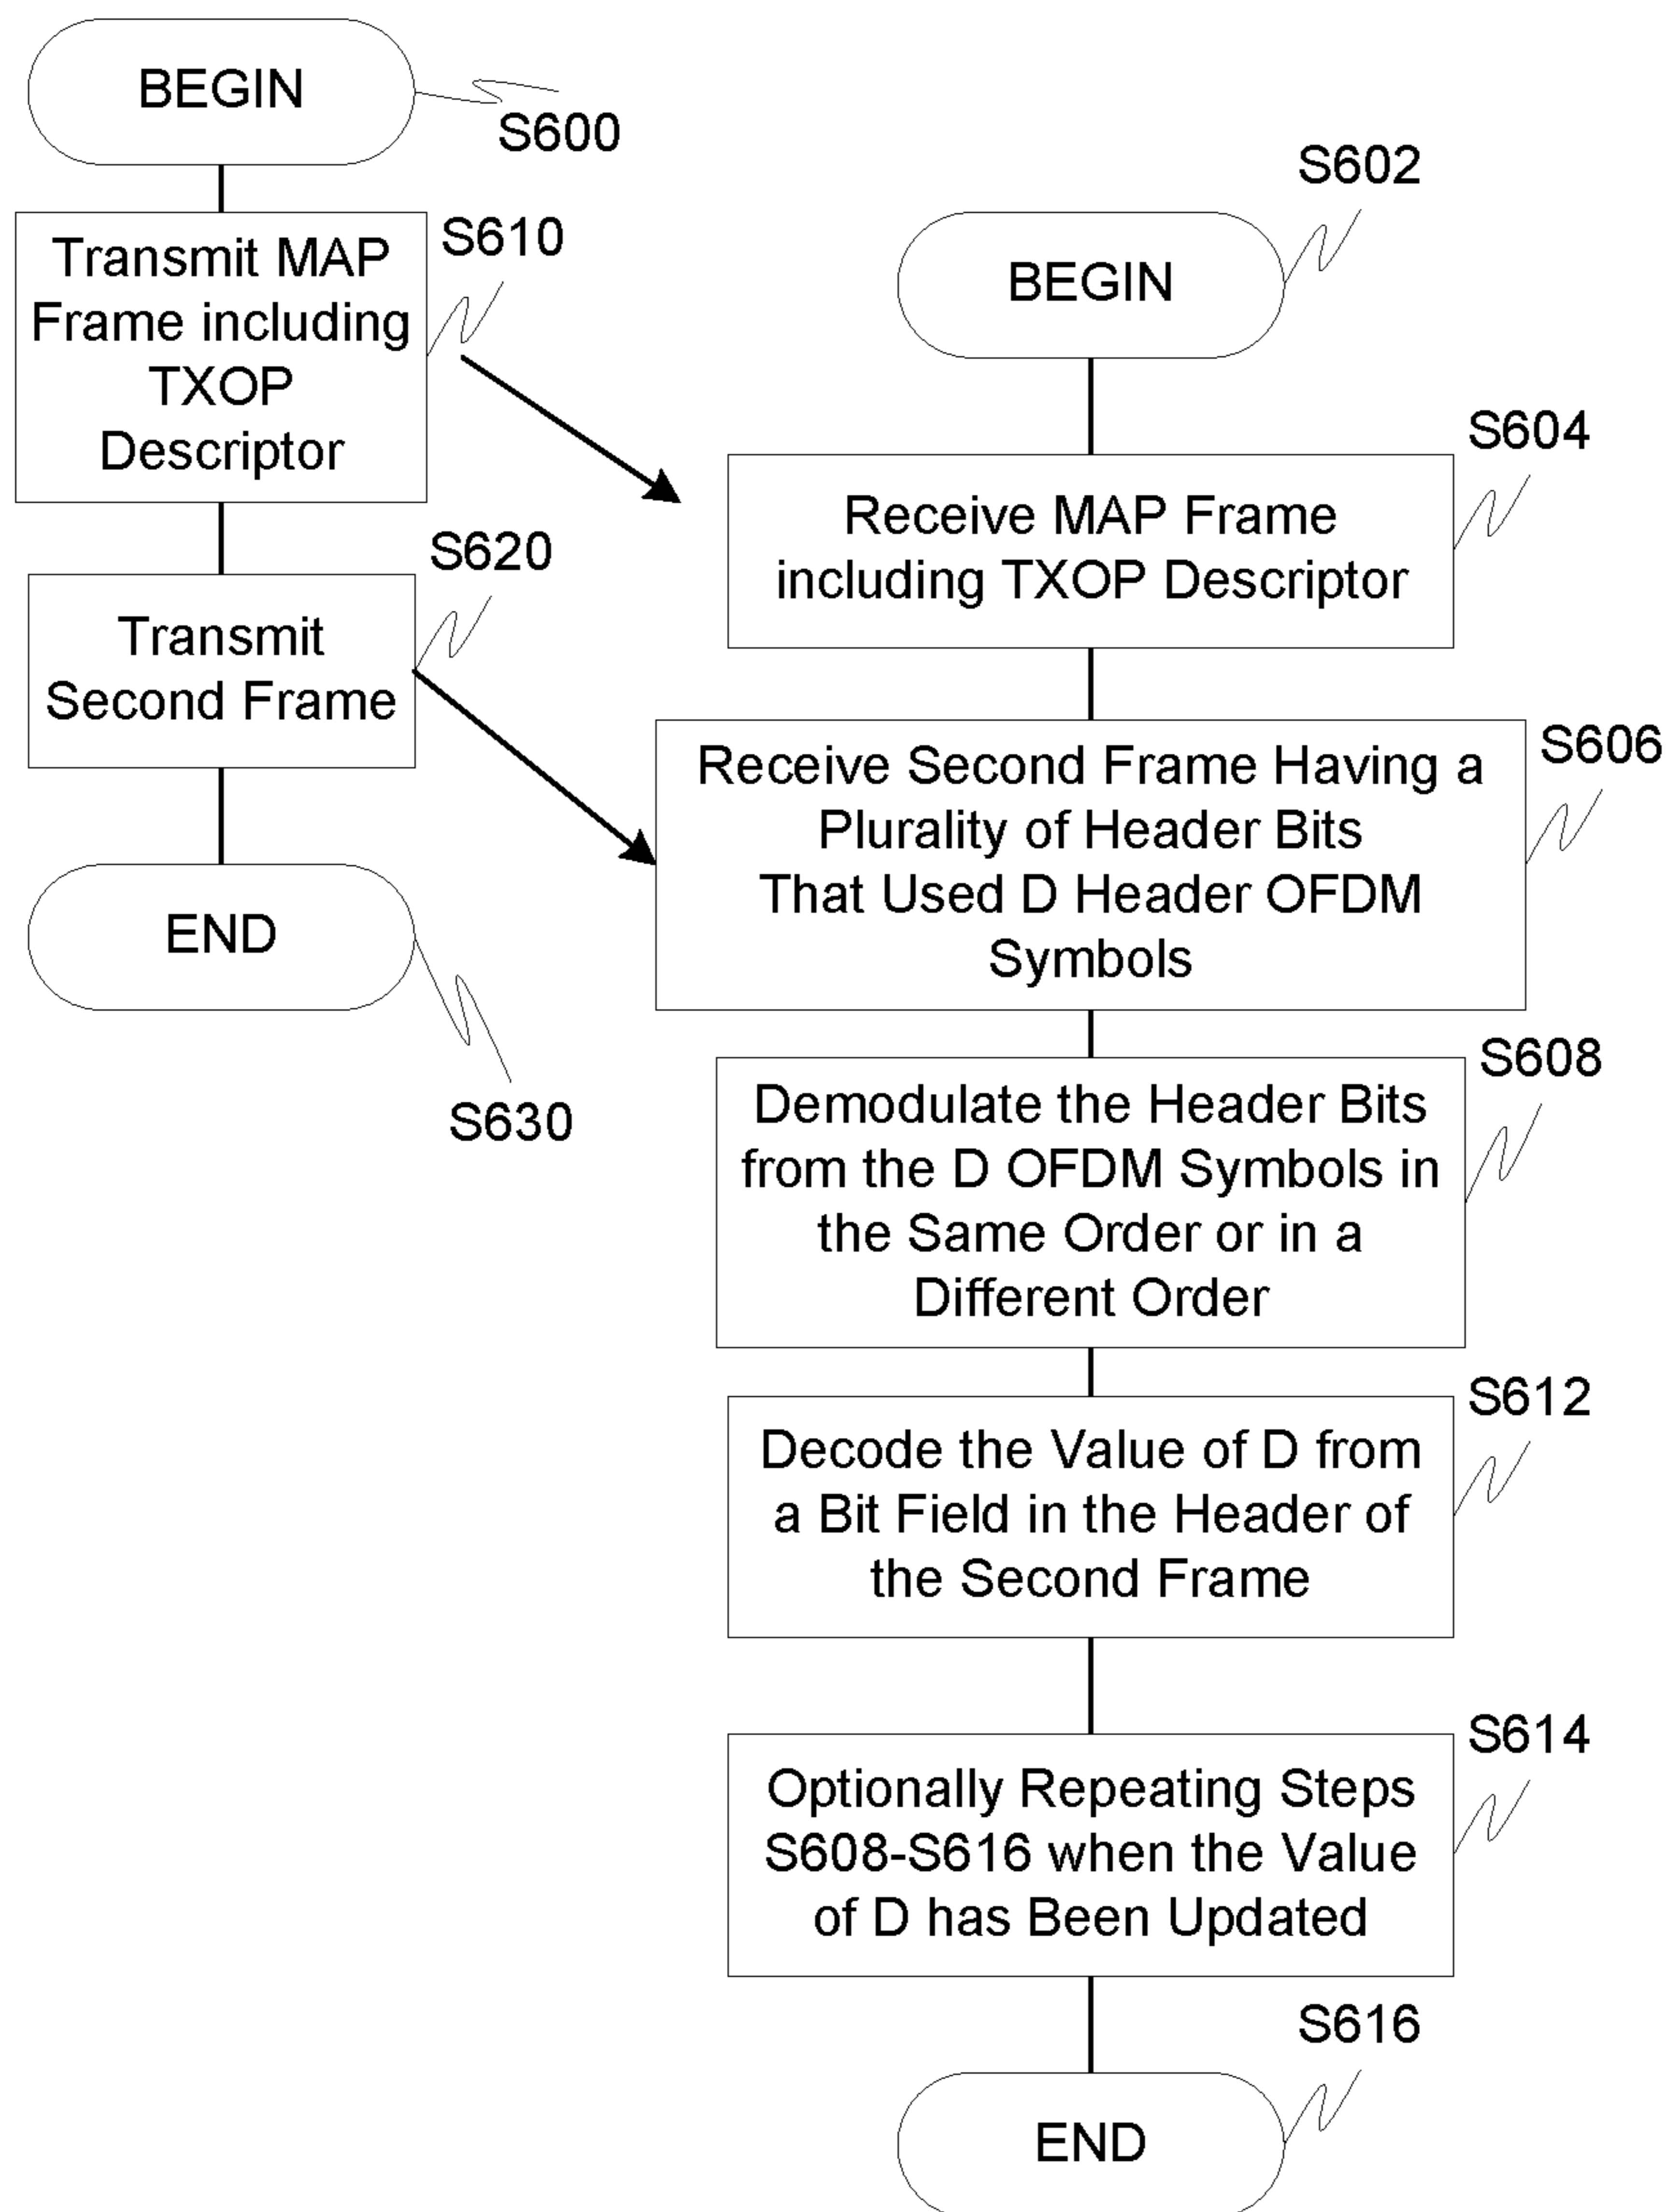 BEGIN
S600
Transmit MAP
Frame including
TXOP
Descriptor
S610
Transmit
Second Frame
S620
END
S630
BEGIN
S602
Receive MAP Frame
including TXOP Descriptor
S604
Receive Second Frame Having a
Plurality of Header Bits
That Used D Header OFDM
Symbols
S606
Demodulate the Header Bits
from the D OFDM Symbols in
the Same Order or in a
Different Order
S608
Decode the Value of D from
a Bit Field in the Header of
the Second Frame
S612
Optionally Repeating Steps
S608-S616 when the Value
of D has Been Updated
S614
END
S616